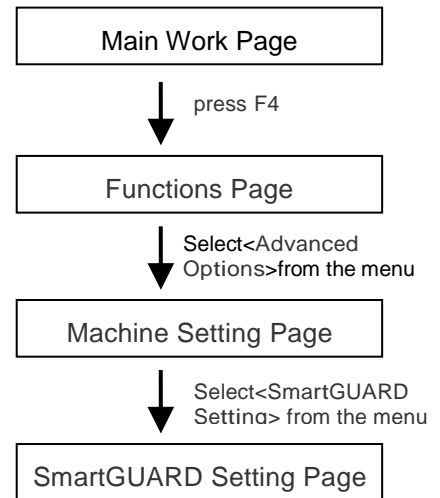 Main Work Page
press F4
Functions Page
Select<Advanced
Options>from the menu
Machine Setting Page
Select<SmartGUARD
Setting> from the menu
SmartGUARD Setting Page